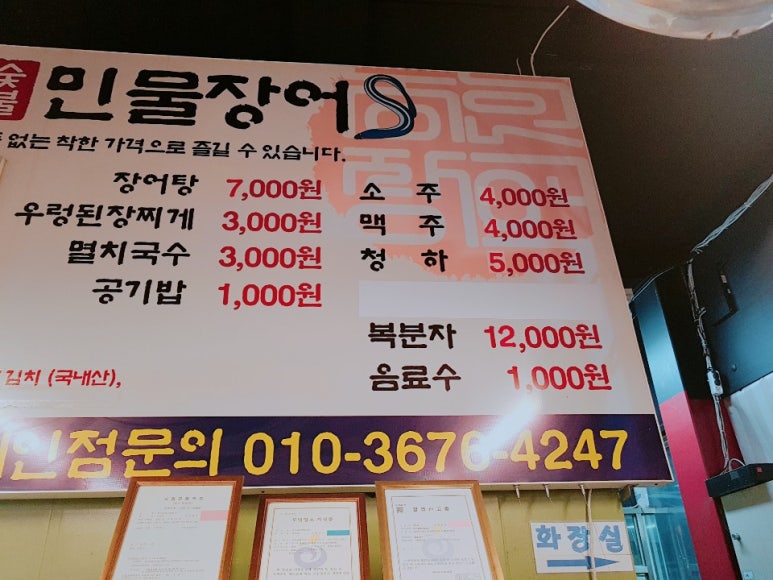 숯불 민물장어
없는 착한 가격으로 즐길 수 있습니다.
장어탕 7,000원
우렁된장찌게 3,000원
멸치국수 3,000원
공기밥 1,000원
소 주 4,000원
맥 주 4,000원
청 하 5,000원
복분자 12,000원
음료수 1,000원
김치 (국내산),
인점문의 010-3676-4247
화장실